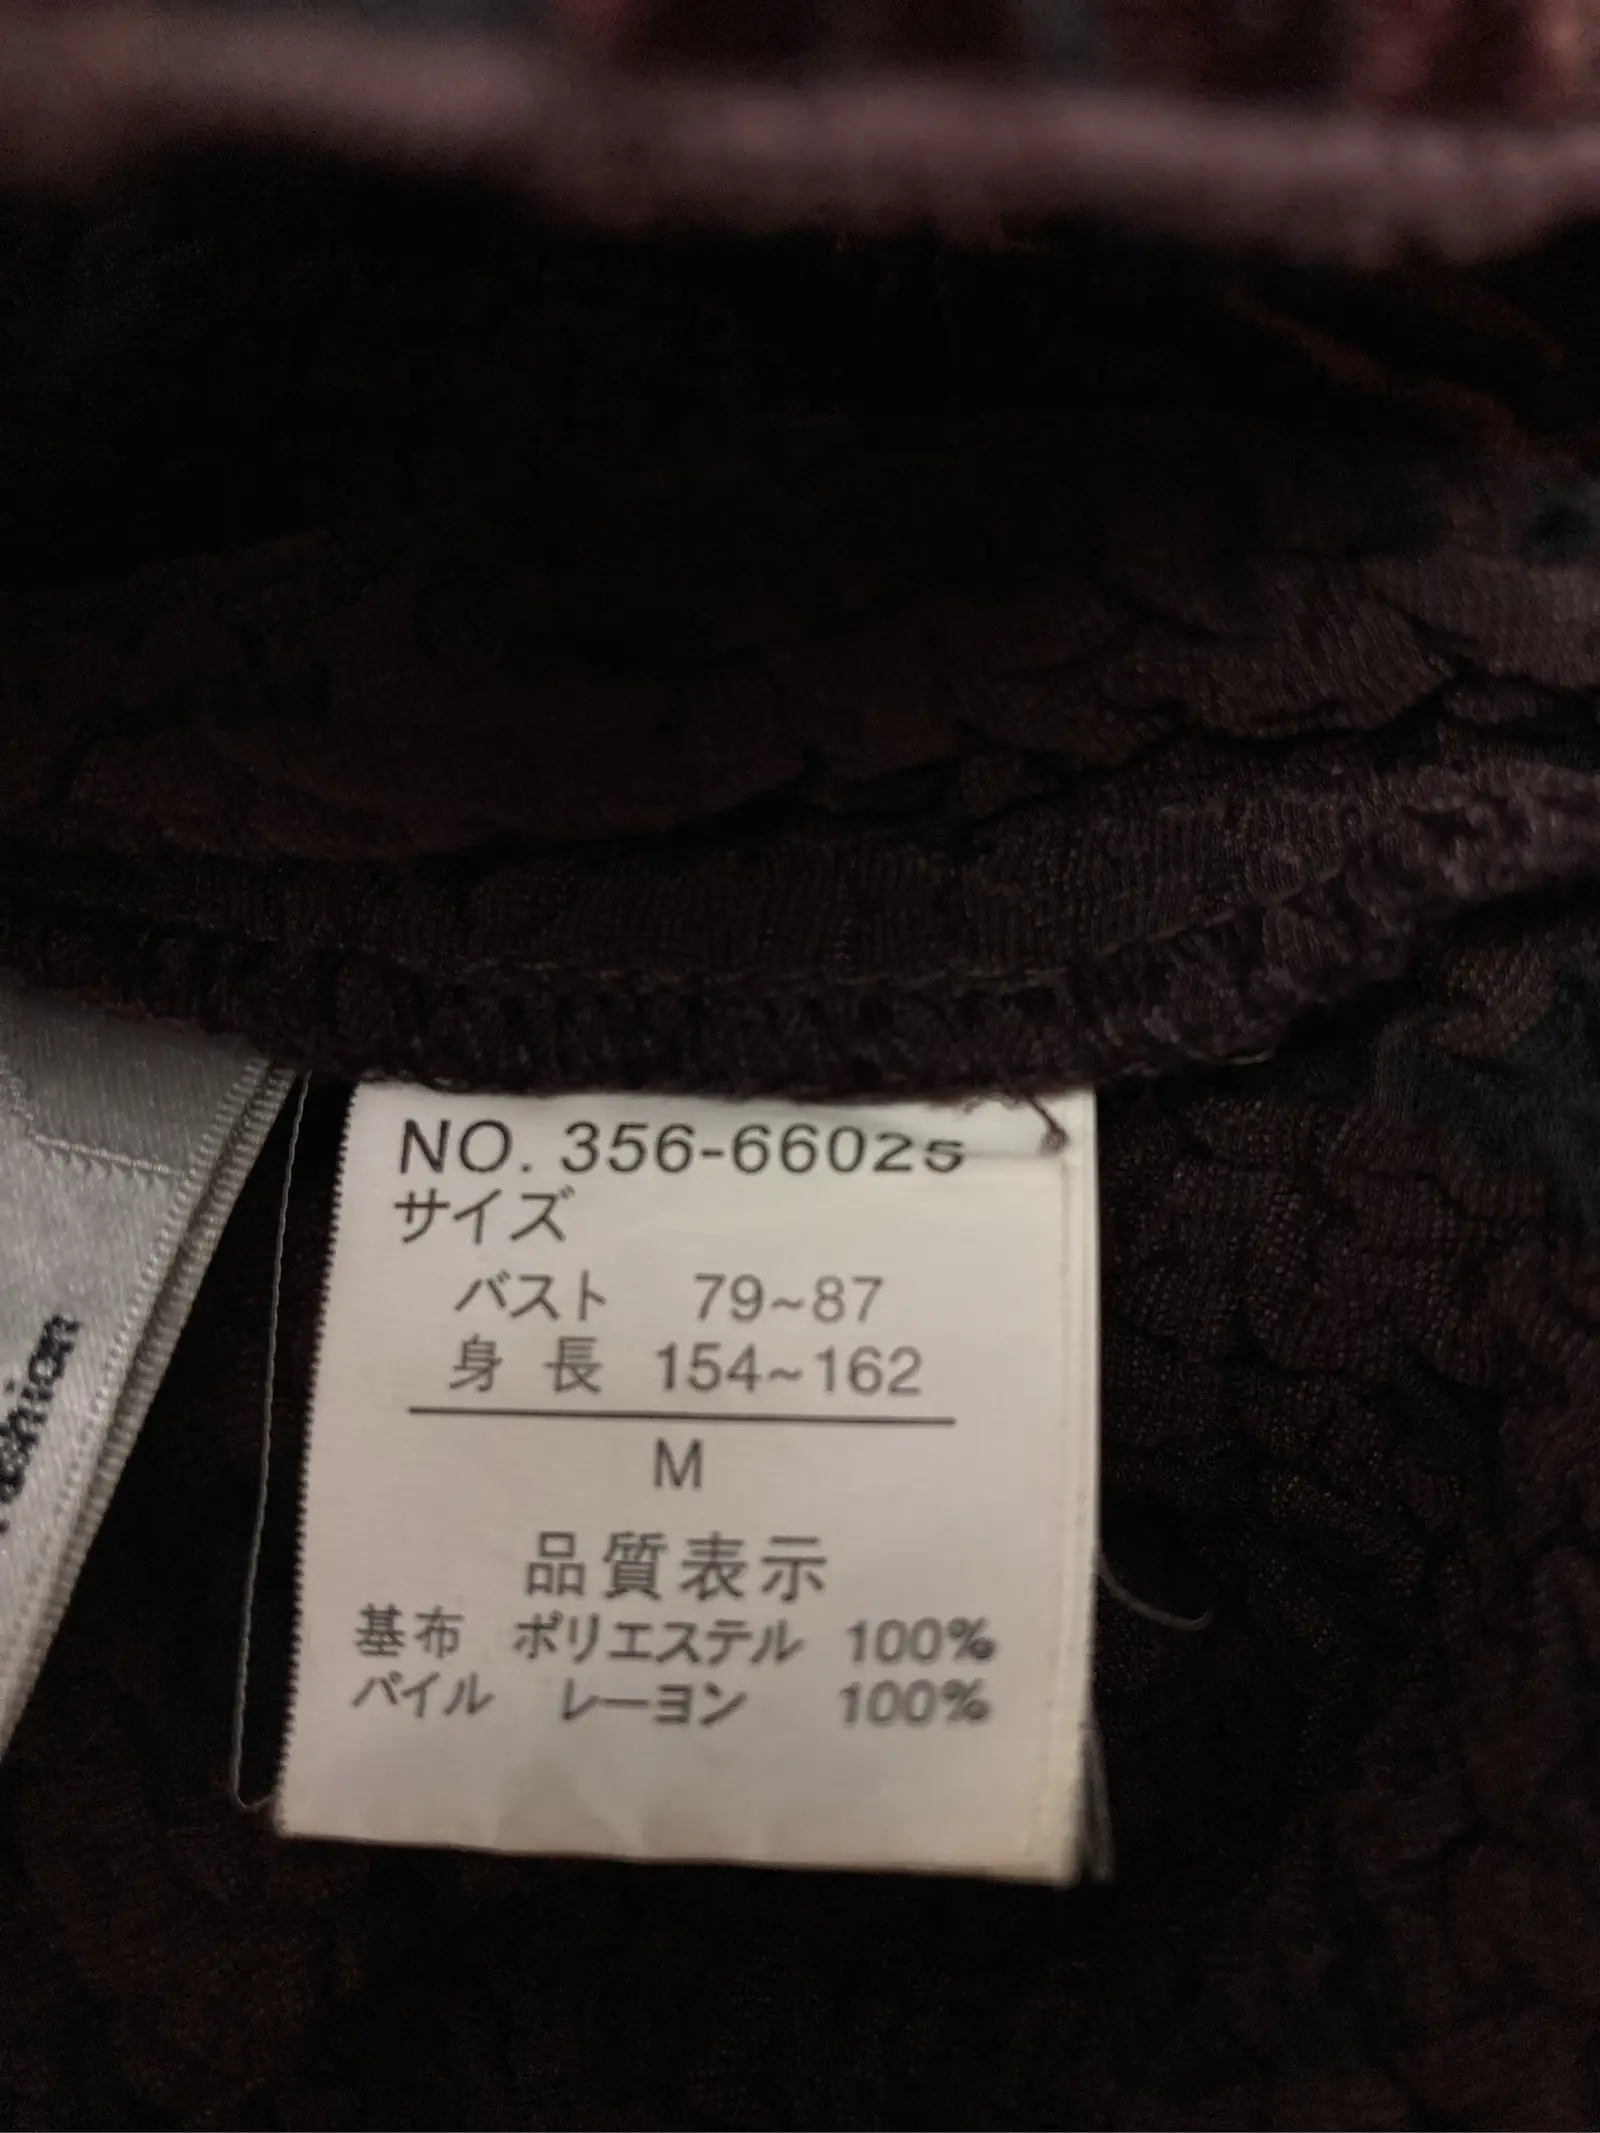 NO. 356-66025
サイズ
バスト 79~87
身 長 154~162
M
品質表示
基布 ポリエステル 100%
パイル レーヨン 100%